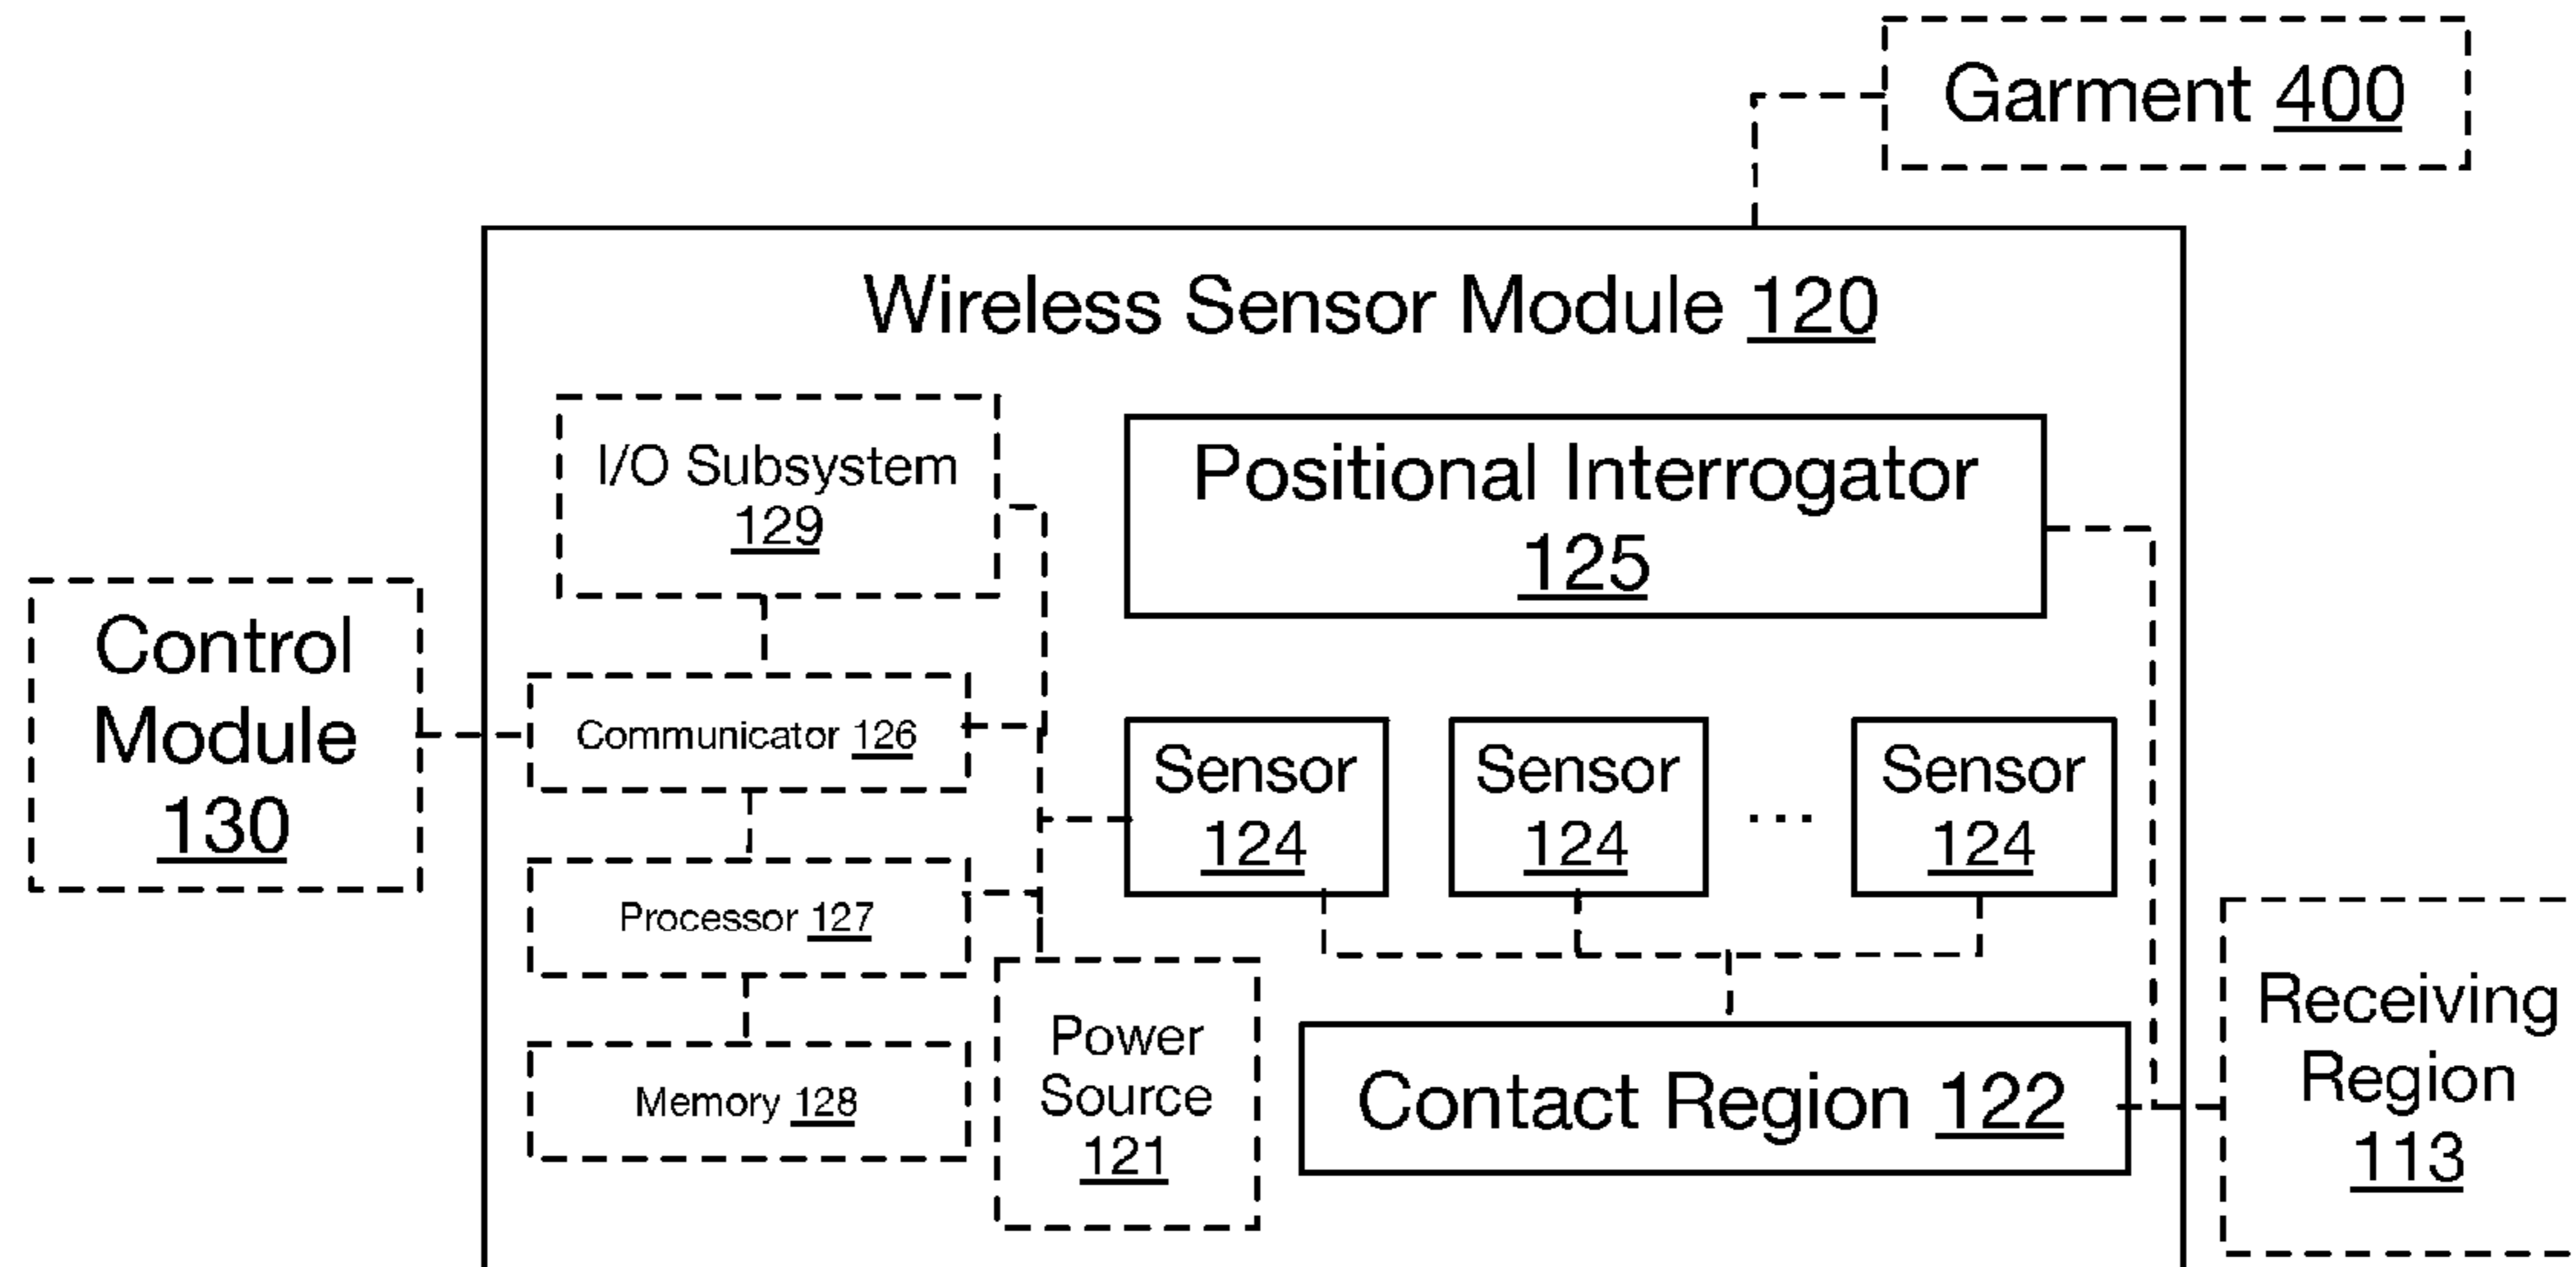 Garment 400
Wireless Sensor Module 120
I/O Subsystem
129
Positional Interrogator
125
Control
Module
130
Communicator 126
Sensor
124
Sensor
124
...
Sensor
124
Processor 127
Memory 128
Power
Source
121
Contact Region 122
Receiving
Region
113